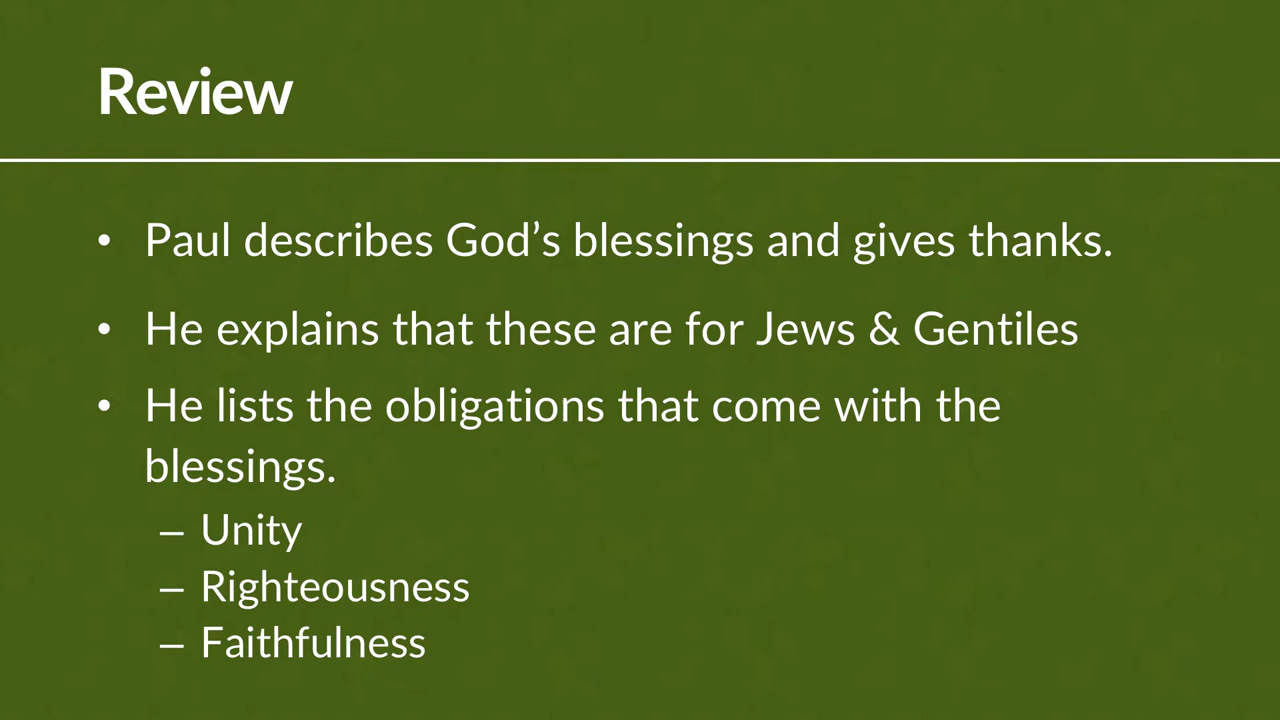 Review
• Paul describes God’s blessings and gives thanks.
• He explains that these are for Jews & Gentiles
• He lists the obligations that come with the
blessings.
– Unity
– Righteousness
– Faithfulness